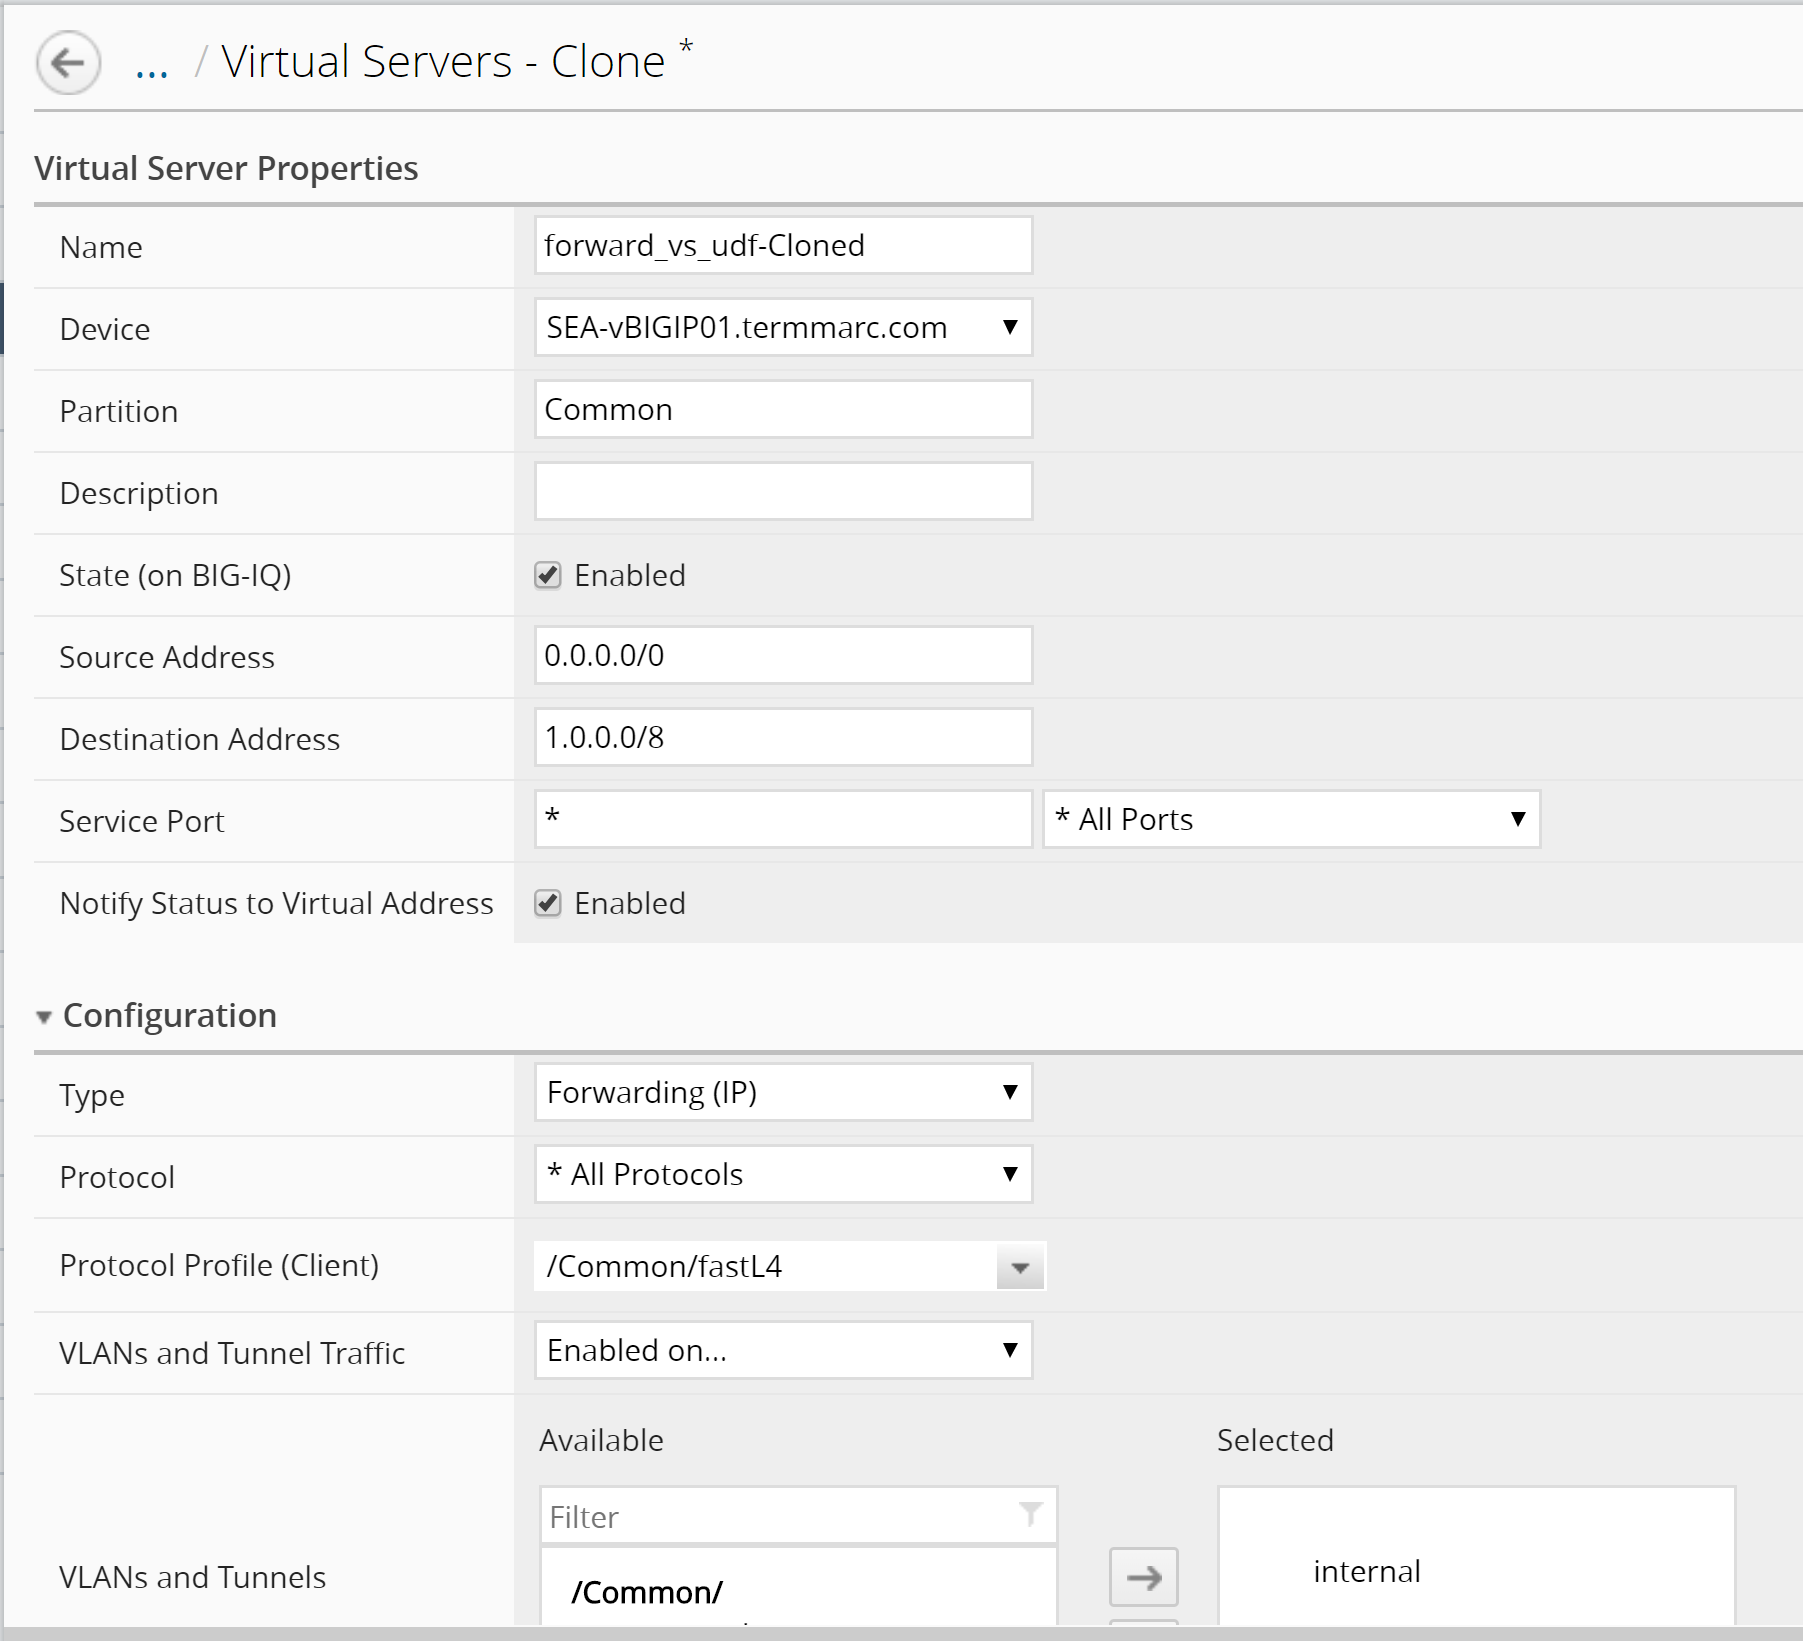 ... / Virtual Servers - Clone *
Virtual Server Properties
Name forward_vs_udf-Cloned
Device SEA-vBIGIP01.termmarc.com
Partition Common
Description
State (on BIG-IQ) Enabled
Source Address 0.0.0.0/0
Destination Address 1.0.0.0/8
Service Port * * All Ports
Notify Status to Virtual Address Enabled
Configuration
Type Forwarding (IP)
Protocol * All Protocols
Protocol Profile (Client) /Common/fastL4
VLANs and Tunnel Traffic Enabled on...
Available Selected
Filter
VLANs and Tunnels /Common/ internal